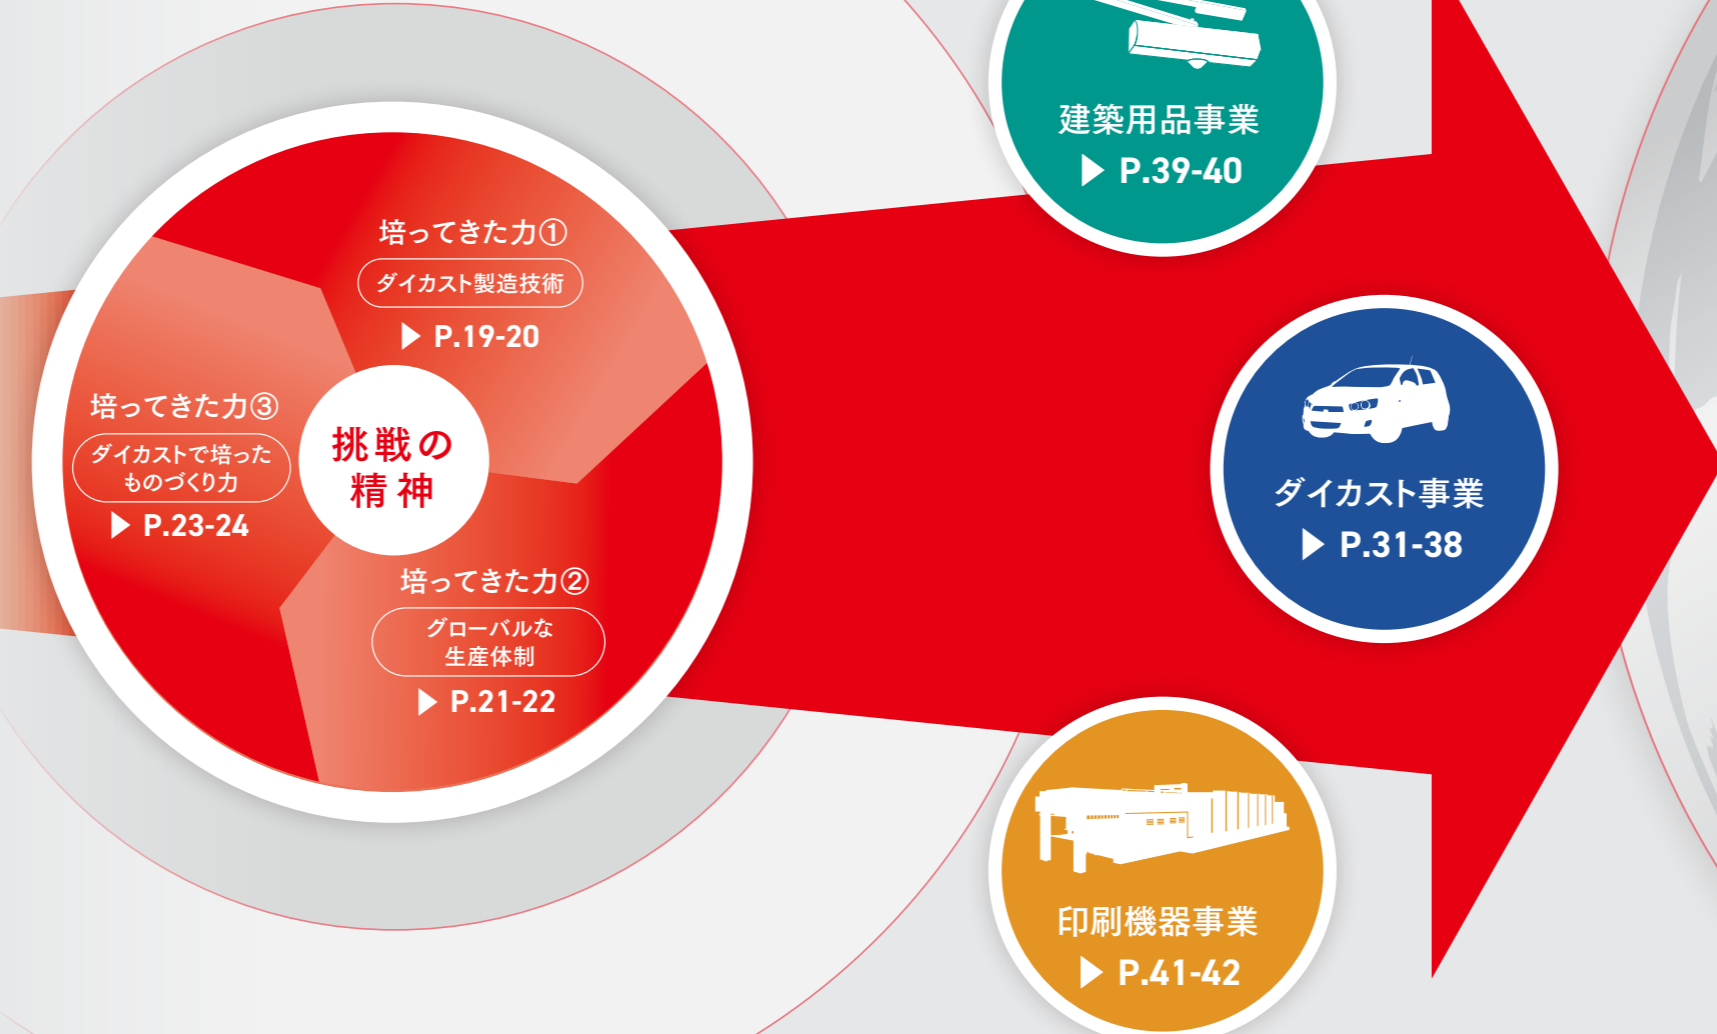 培ってきた力①
ダイカスト製造技術
▶ P.19-20
培ってきた力③
ダイカストで培った
ものづくり力
▶ P.23-24
挑戦の
精神
培ってきた力②
グローバルな
生産体制
▶ P.21-22
建築用品事業
▶ P.39-40
ダイカスト事業
▶ P.31-38
印刷機器事業
▶ P.41-42